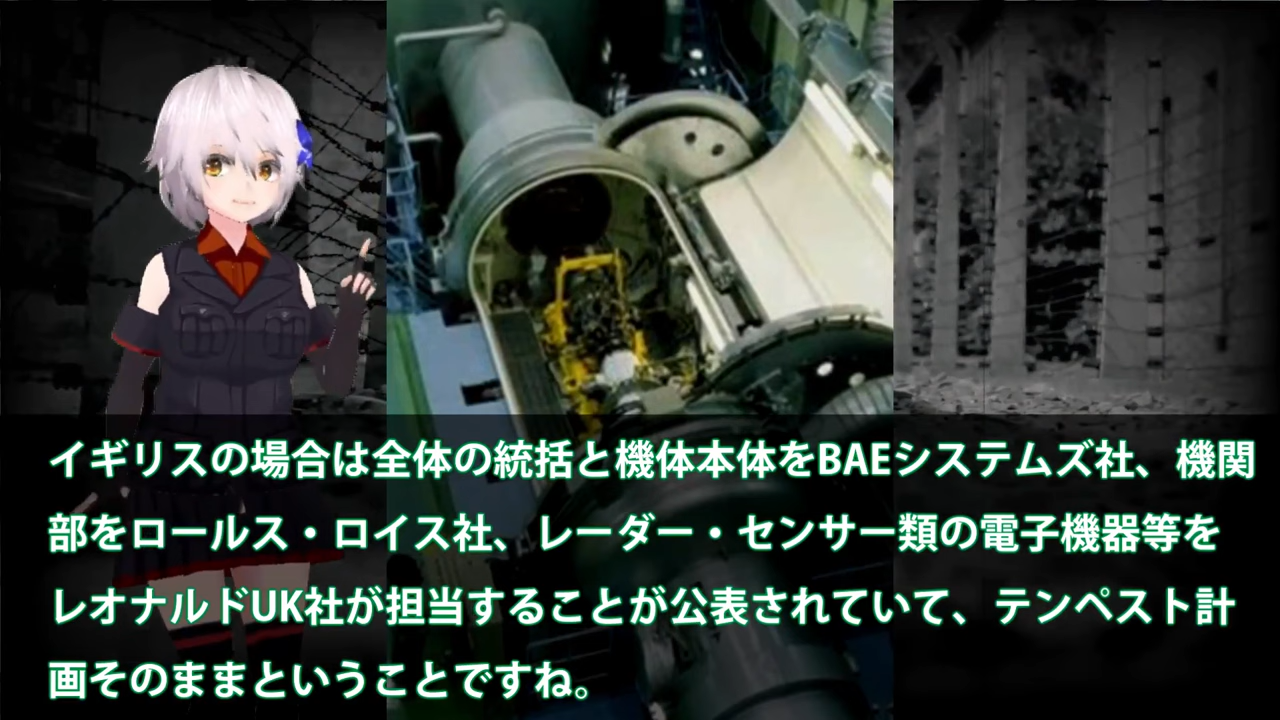 イギリスの場合は全体の統括と機体本体をBAEシステムズ社、機関
部をロールス・ロイス社、レーダー・センサー類の電子機器等を
レオナルドUK社が担当することが公表されていて、テンペスト計
画そのままということですね。